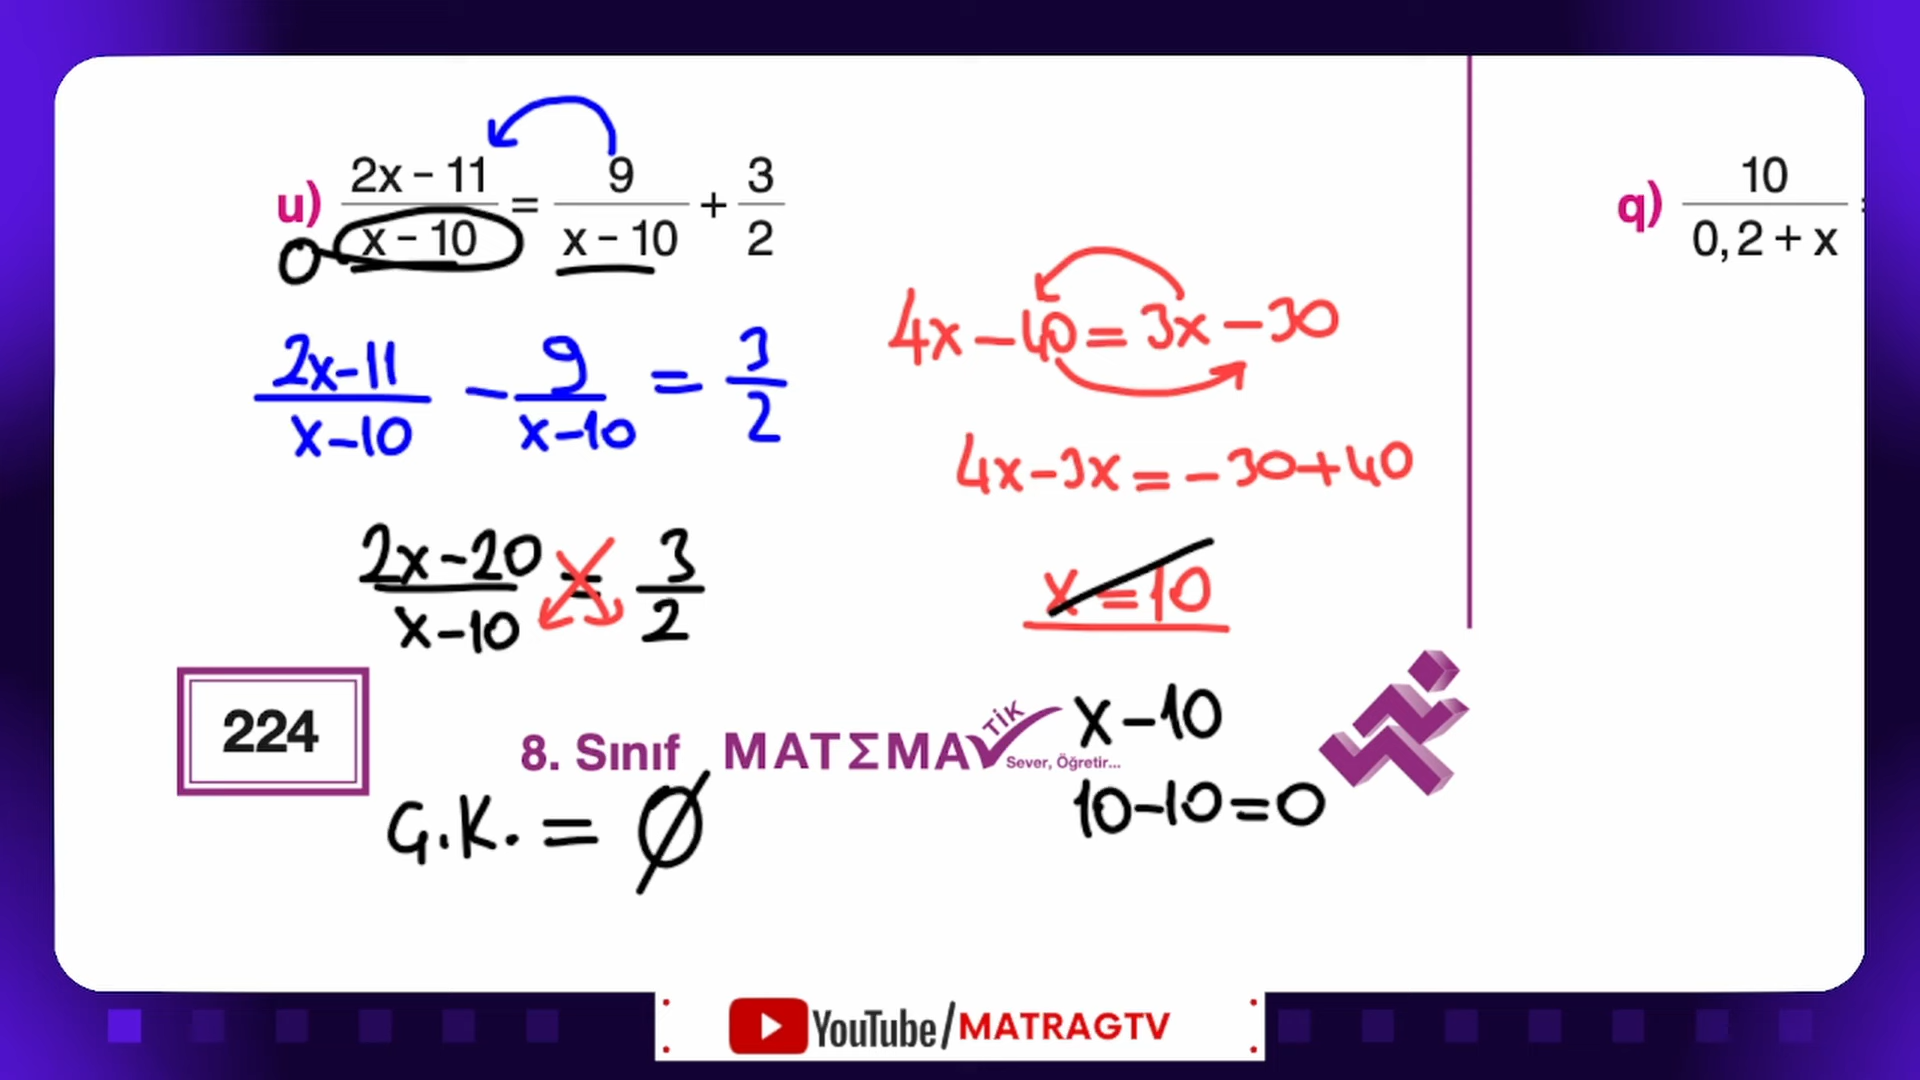 u) (2x – 11)/(x – 10) = 9/(x – 10) + 3/2
(2x-11)/(x-10) - 9/(x-10) = 3/2
(2x-20)/(x-10) = 3/2
0
4x-40=3x-30
4x-3x=-30+40
x=10
x-10
10-10=0
Ç.K.=Ø
224
8. Sınıf MATΣMATİK
Sever, Öğretir...
q) 10/(0,2 + x) =
YouTube/MATRAGTV